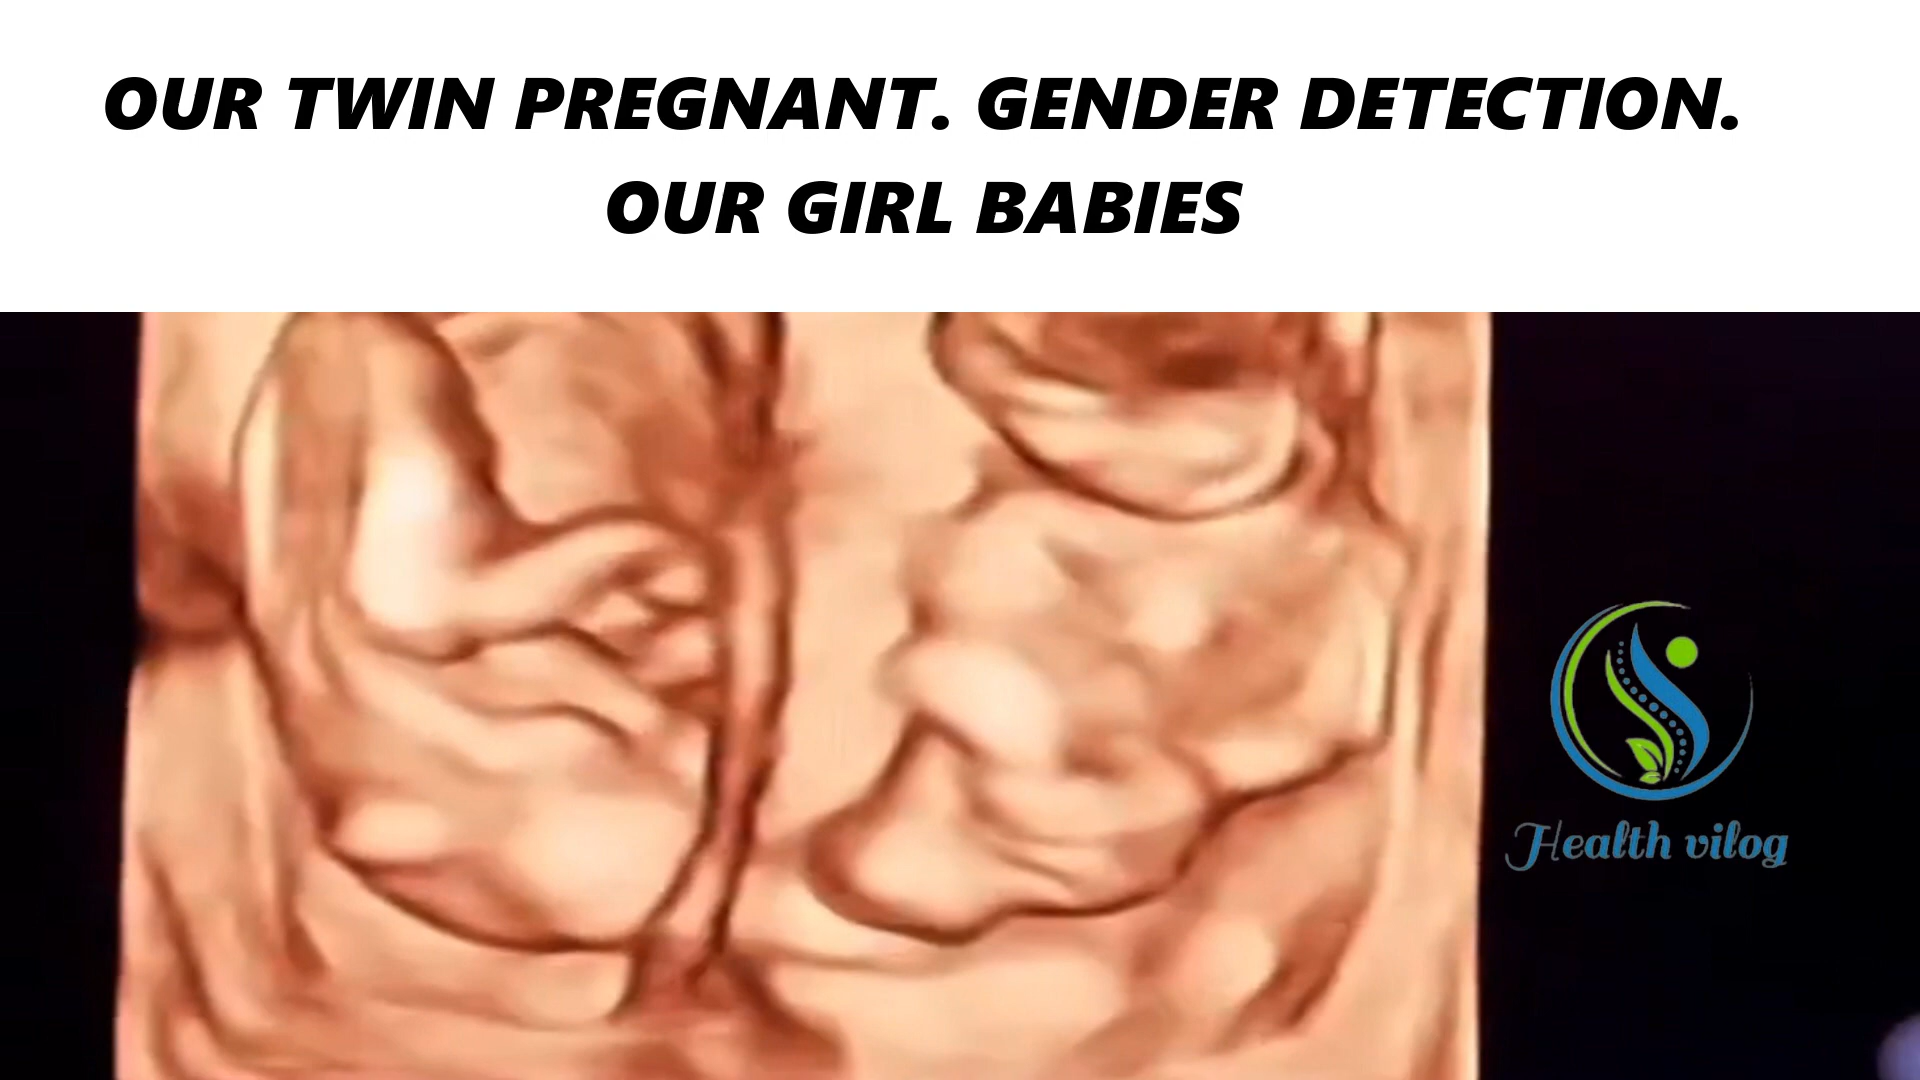 OUR TWIN PREGNANT. GENDER DETECTION.
OUR GIRL BABIES
Health vilog